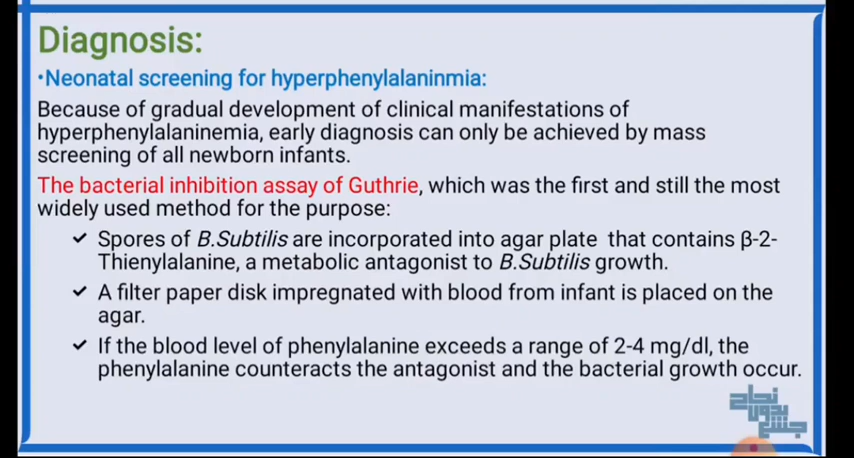 Diagnosis:
•Neonatal screening for hyperphenylalaninmia:
Because of gradual development of clinical manifestations of
hyperphenylalaninemia, early diagnosis can only be achieved by mass
screening of all newborn infants.
The bacterial inhibition assay of Guthrie, which was the first and still the most
widely used method for the purpose:
✓ Spores of B.Subtilis are incorporated into agar plate that contains β-2-
Thienylalanine, a metabolic antagonist to B.Subtilis growth.
✓ A filter paper disk impregnated with blood from infant is placed on the
agar.
✓ If the blood level of phenylalanine exceeds a range of 2-4 mg/dl, the
phenylalanine counteracts the antagonist and the bacterial growth occur.
نجاح
بدون
جشع